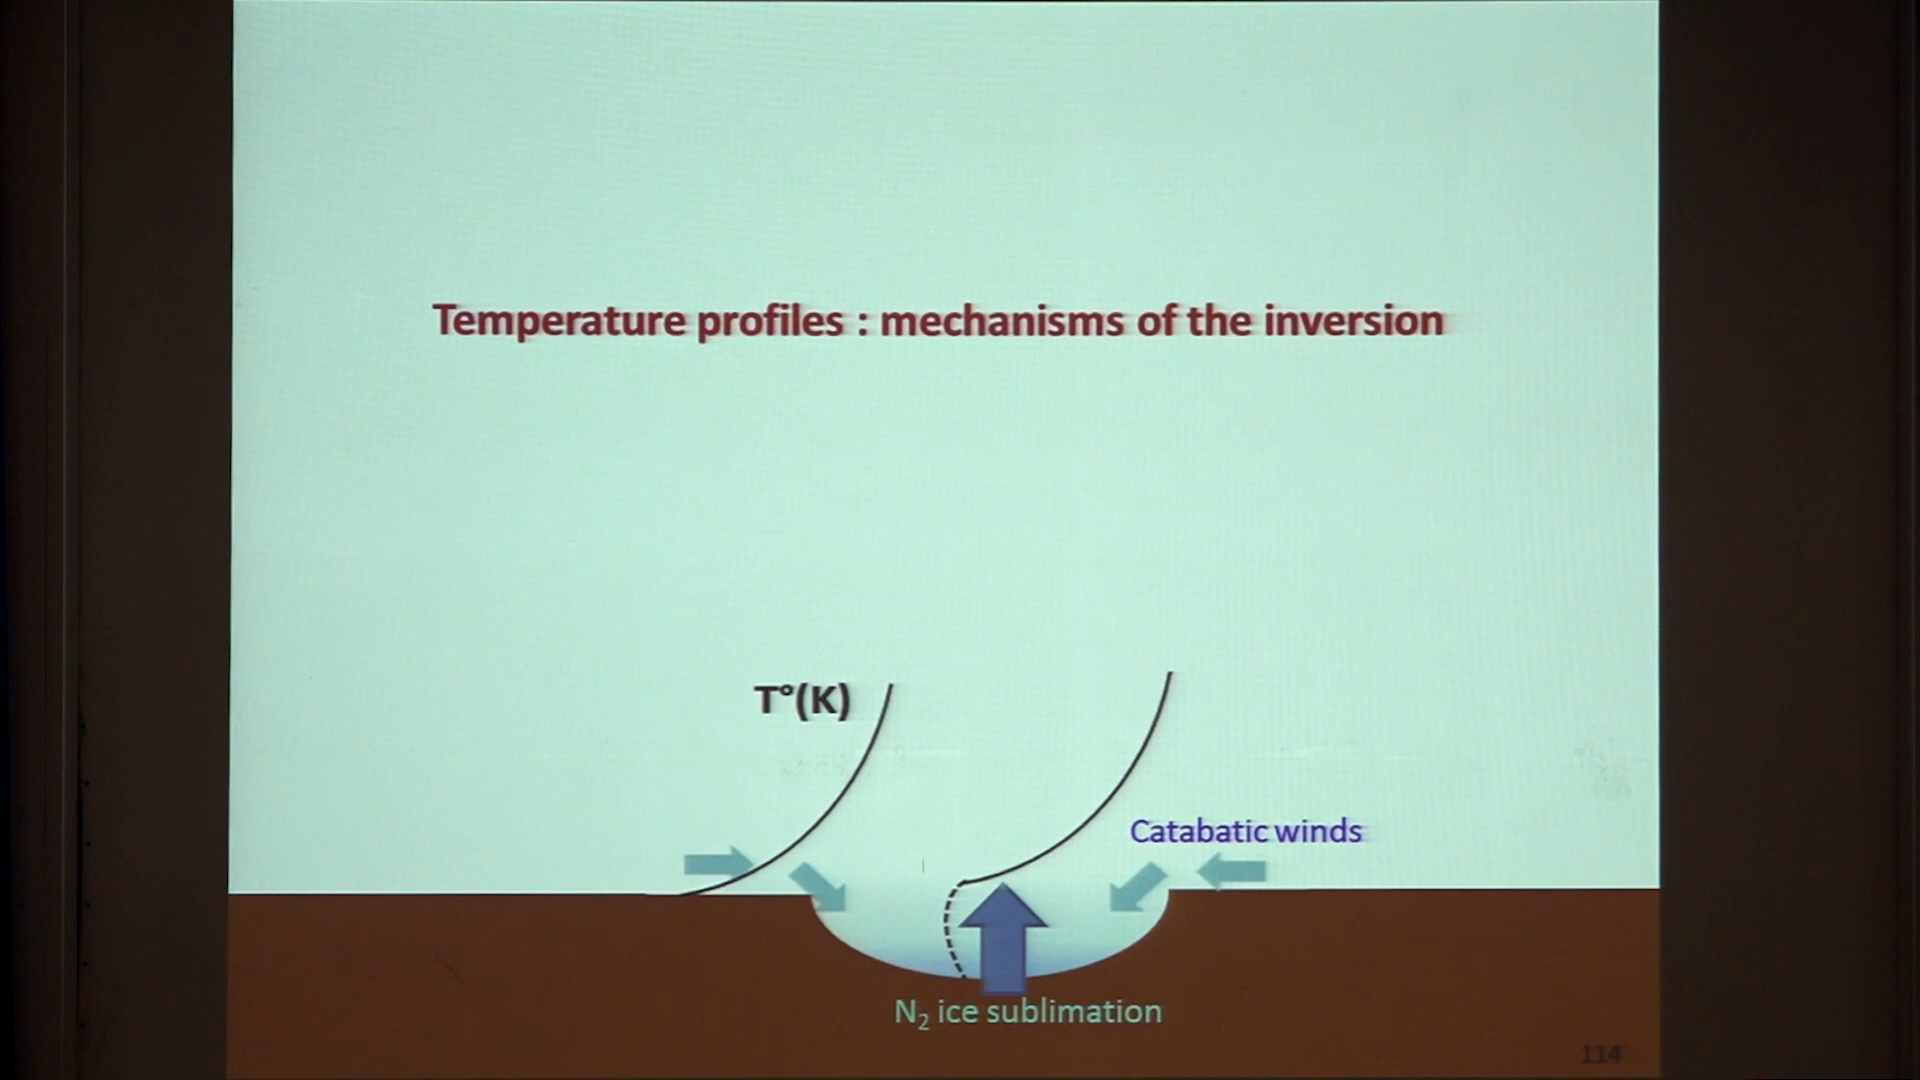 Temperature profiles : mechanisms of the inversion
T°(K)
Catabatic winds
N₂ ice sublimation
114